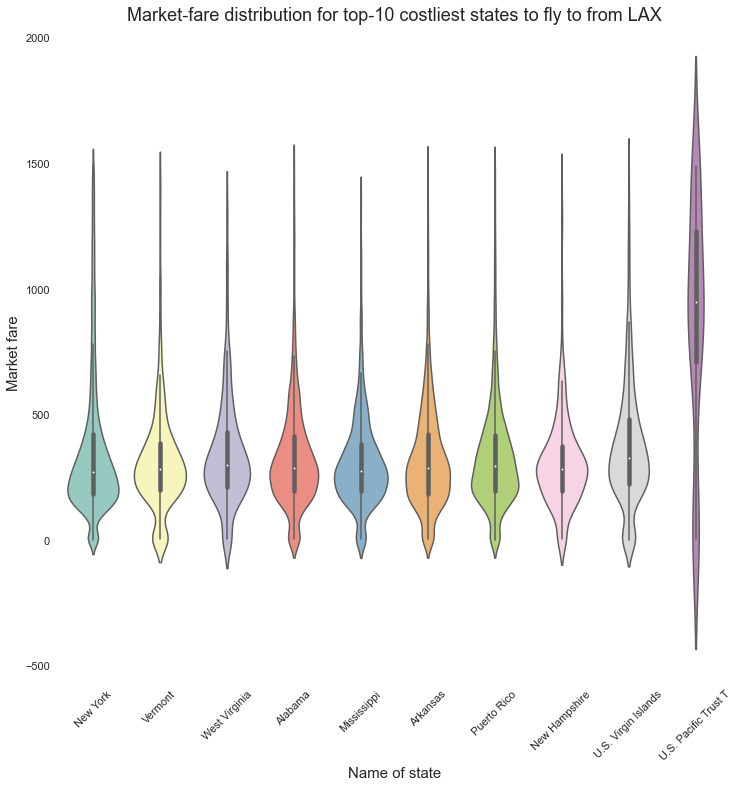 Market-fare distribution for top-10 costliest states to fly to from LAX
2000
1500
1000
500
0
−500
Market fare
New York
Vermont
West Virginia
Alabama
Mississippi
Arkansas
Puerto Rico
New Hampshire
U.S. Virgin Islands
U.S. Pacific Trust T
Name of state